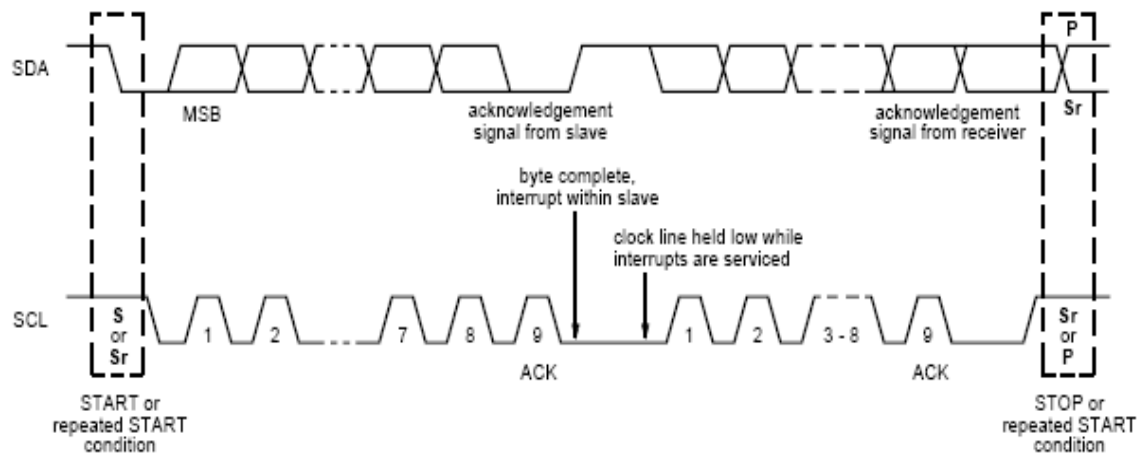 P
SDA
MSB
acknowledgement
signal from slave
acknowledgement
signal from receiver
Sr
byte complete,
interrupt within slave
clock line held low while
interrupts are serviced
SCL
S
or
Sr
1
2
7
8
9
1
2
3 - 8
9
Sr
or
P
ACK
ACK
START or
repeated START
condition
STOP or
repeated START
condition